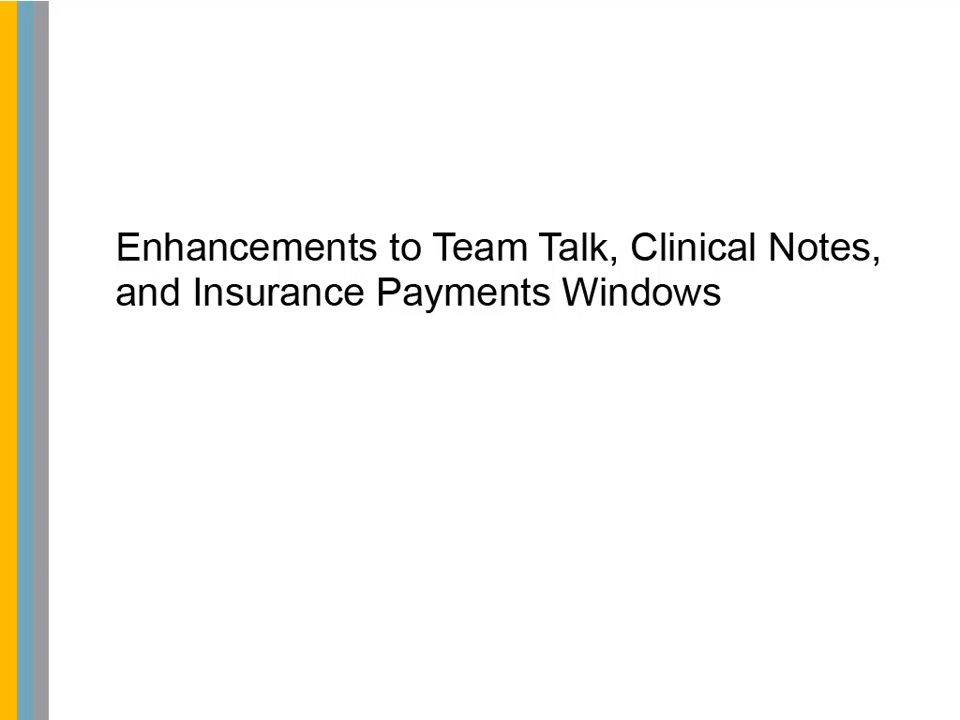 Enhancements to Team Talk, Clinical Notes,
and Insurance Payments Windows